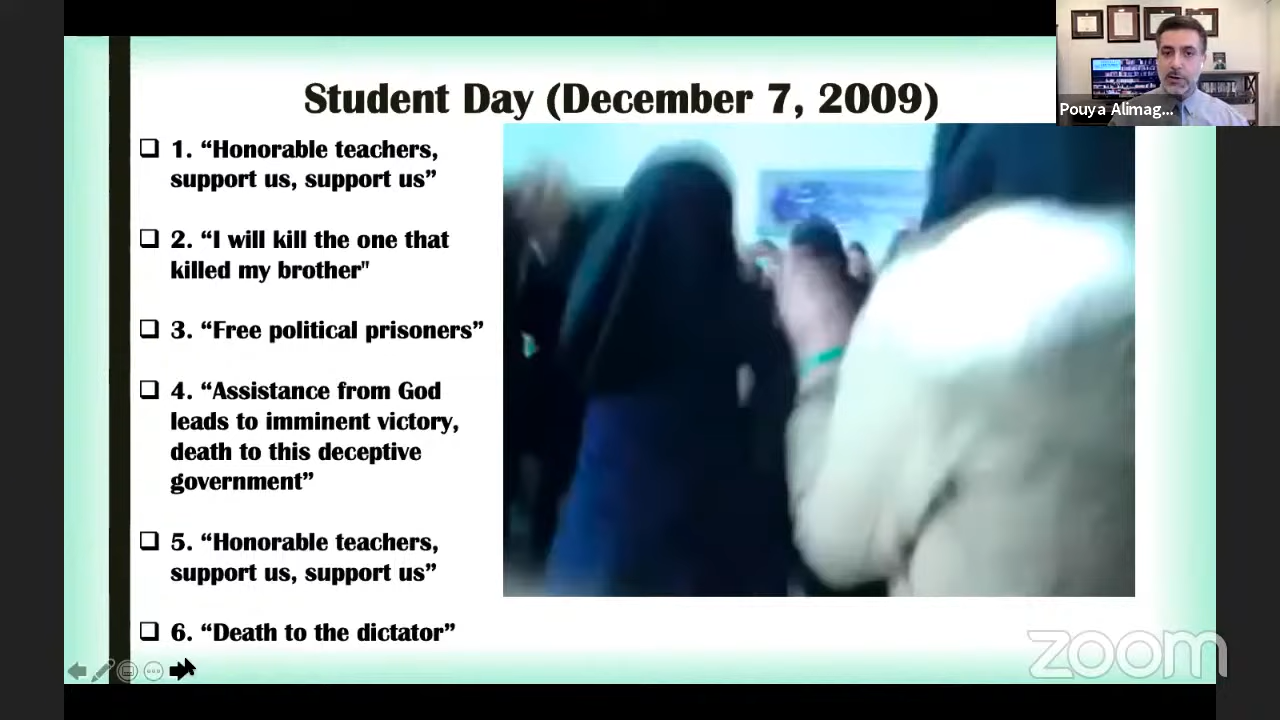 Student Day (December 7, 2009)
Pouya Alimag...
❑ 1. “Honorable teachers,
support us, support us”
❑ 2. “I will kill the one that
killed my brother"
❑ 3. “Free political prisoners”
❑ 4. “Assistance from God
leads to imminent victory,
death to this deceptive
government”
❑ 5. “Honorable teachers,
support us, support us”
❑ 6. “Death to the dictator”
zoom